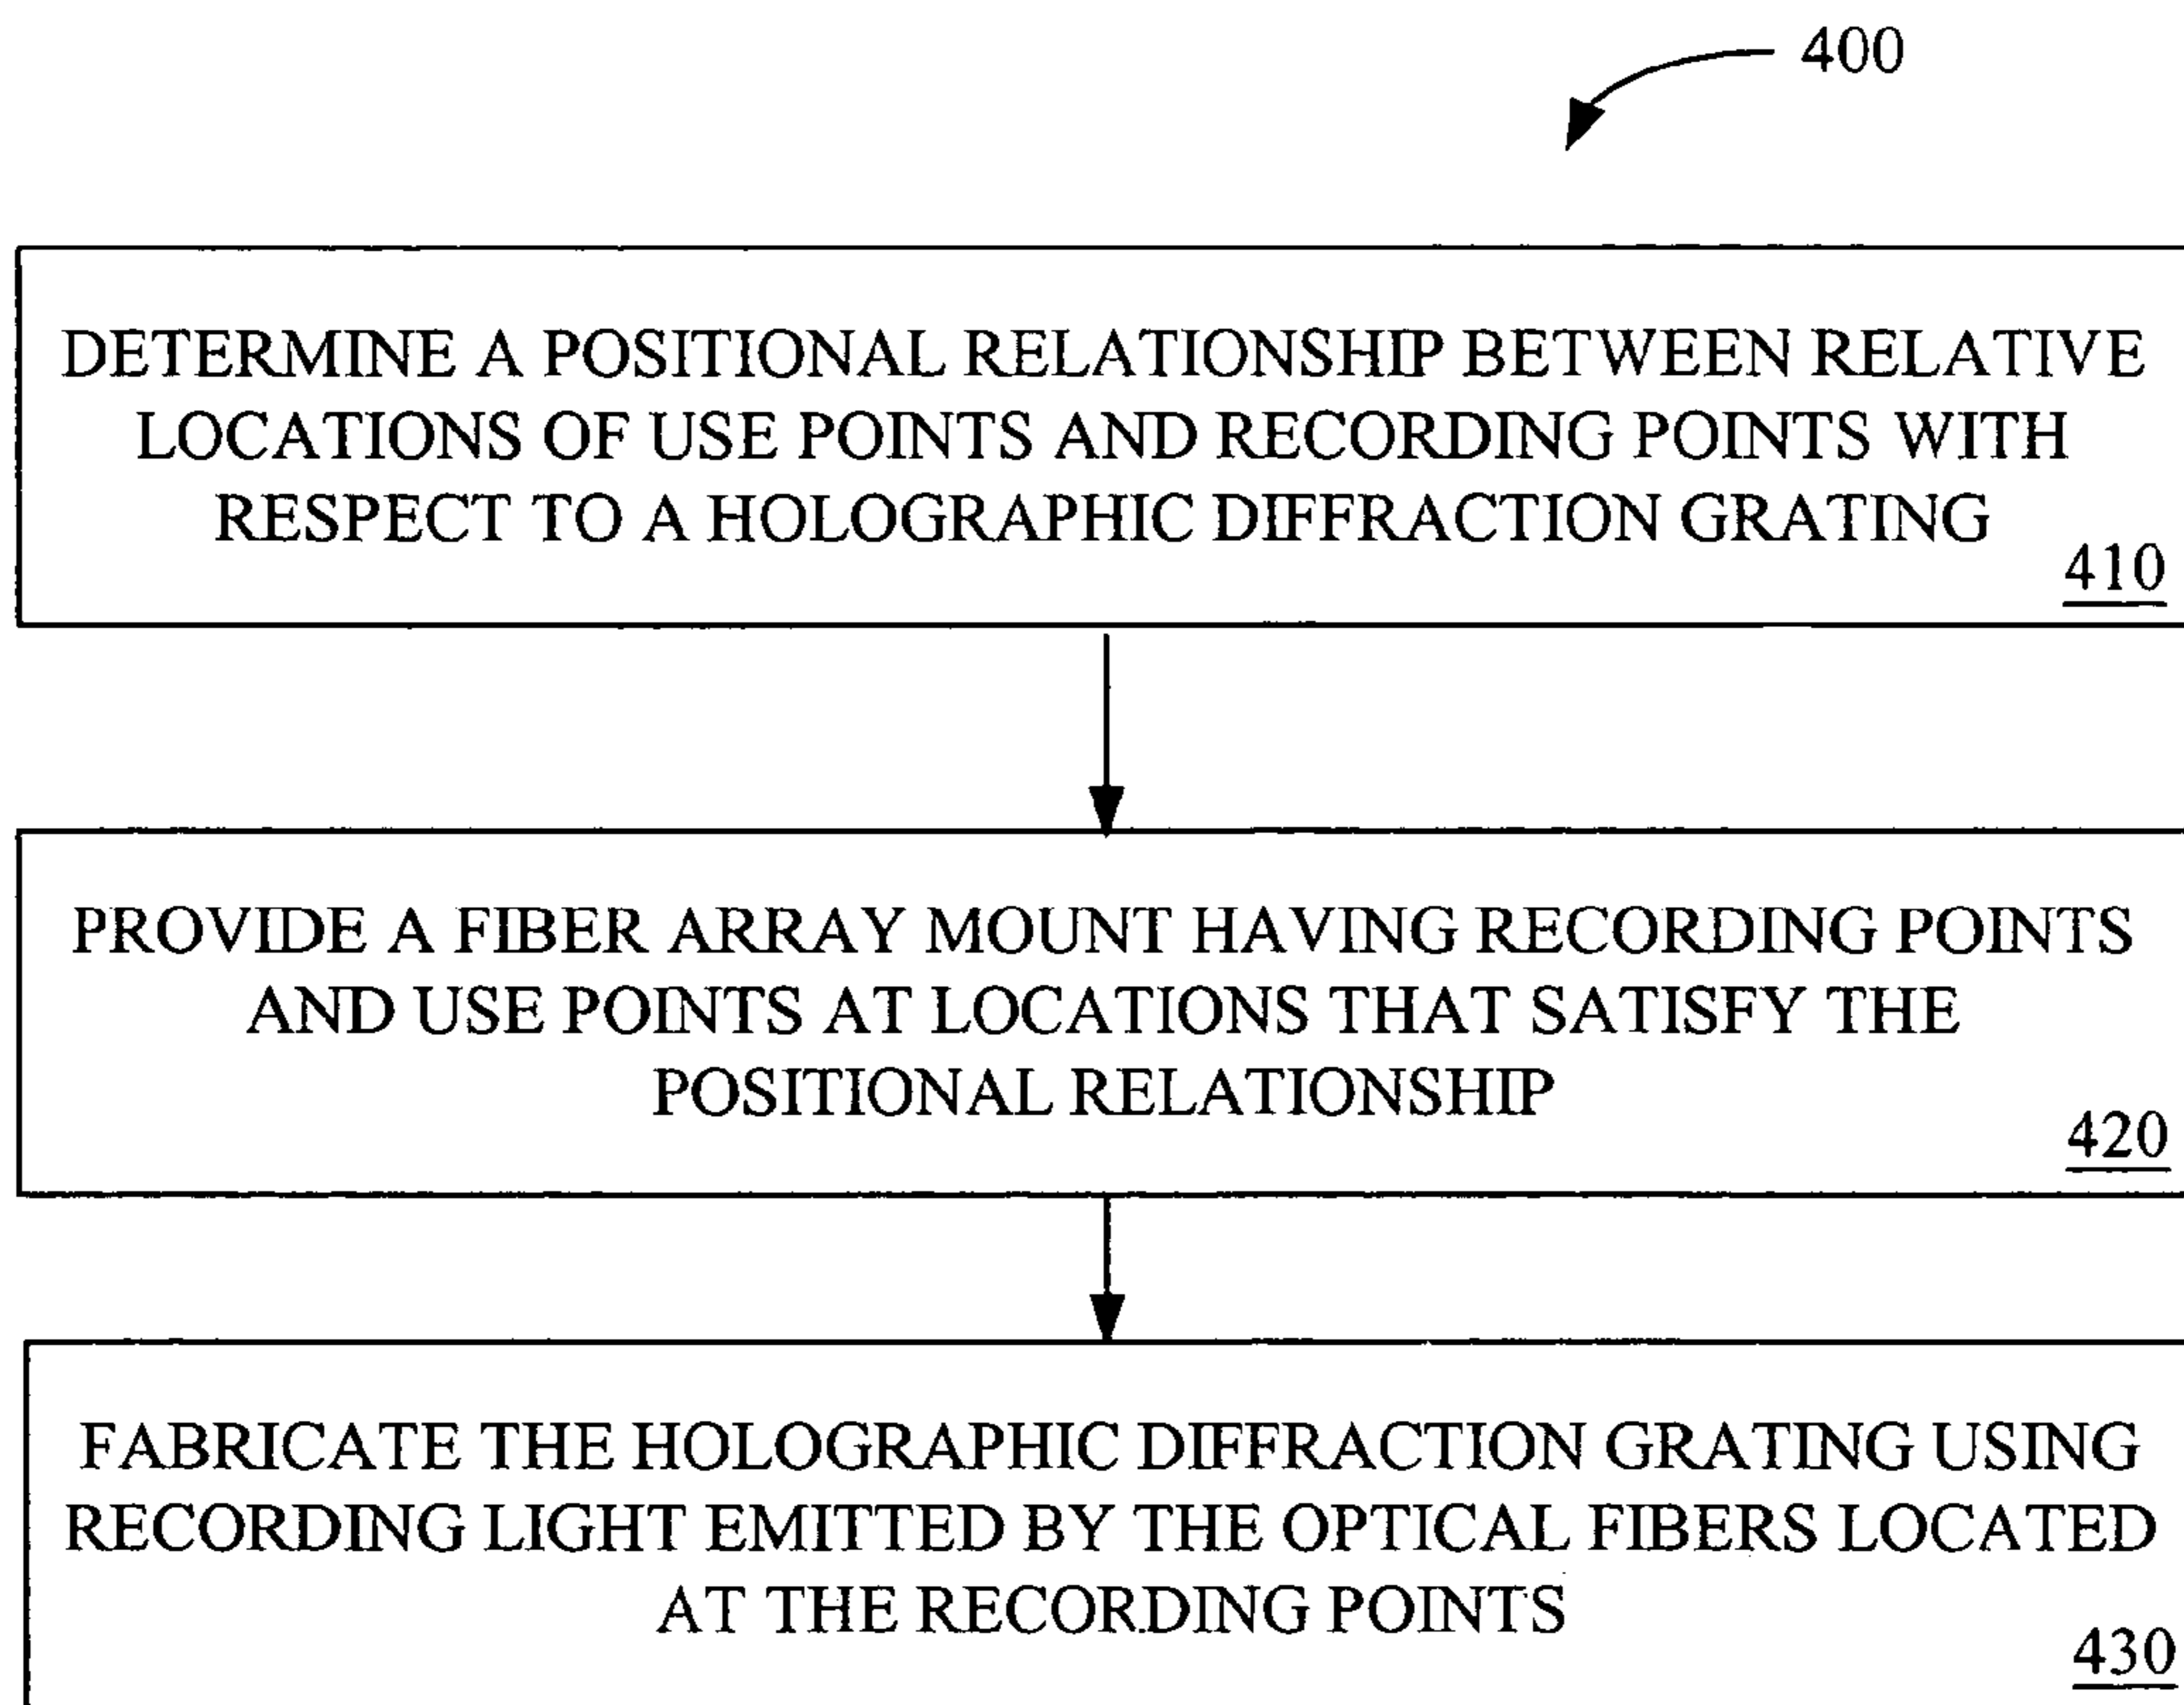 400
DETERMINE A POSITIONAL RELATIONSHIP BETWEEN RELATIVE
LOCATIONS OF USE POINTS AND RECORDING POINTS WITH
RESPECT TO A HOLOGRAPHIC DIFFRACTION GRATING
410
PROVIDE A FIBER ARRAY MOUNT HAVING RECORDING POINTS
AND USE POINTS AT LOCATIONS THAT SATISFY THE
POSITIONAL RELATIONSHIP
420
FABRICATE THE HOLOGRAPHIC DIFFRACTION GRATING USING
RECORDING LIGHT EMITTED BY THE OPTICAL FIBERS LOCATED
AT THE RECORDING POINTS
430